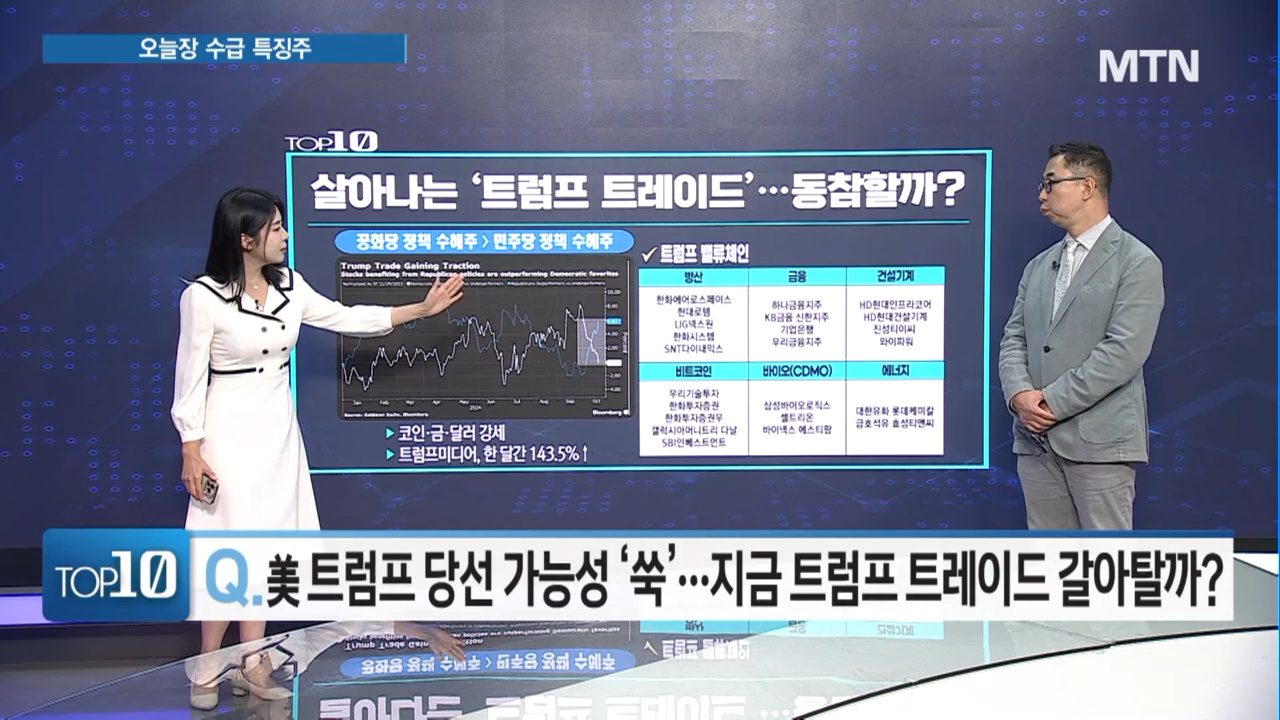 오늘장 수급 특징주
MTN
TOP10
살아나는 ‘트럼프 트레이드’…동참할까?
공화당 정책 수혜주 > 민주당 정책 수혜주
Trump Trade Gaining Traction
Stocks benefiting from Republican policies are outperforming Democratic favorites
Jan Feb Mar Apr May Jun Jul Aug Sep Oct
2024
Source: Goldman Sachs, Bloomberg
Bloomberg
▶ 코인·금·달러 강세
▶ 트럼프미디어, 한 달간 143.5%↑
✓ 트럼프 밸류체인
방산 금융 건설기계
한화에어로스페이스
현대로템
LIG넥스원
한화시스템
SNT다이내믹스
하나금융지주
KB금융 신한지주
기업은행
우리금융지주
HD현대인프라코어
HD현대건설기계
진성티이씨
와이파워
비트코인 바이오(CDMO) 에너지
우리기술투자
한화투자증권
한화투자증권우
갤럭시아머니트리 다날
SBI인베스트먼트
삼성바이오로직스
셀트리온
바이넥스 에스티팜
대한유화 롯데케미칼
금호석유 효성티앤씨
TOP10
Q. 美 트럼프 당선 가능성 ‘쑥’…지금 트럼프 트레이드 갈아탈까?